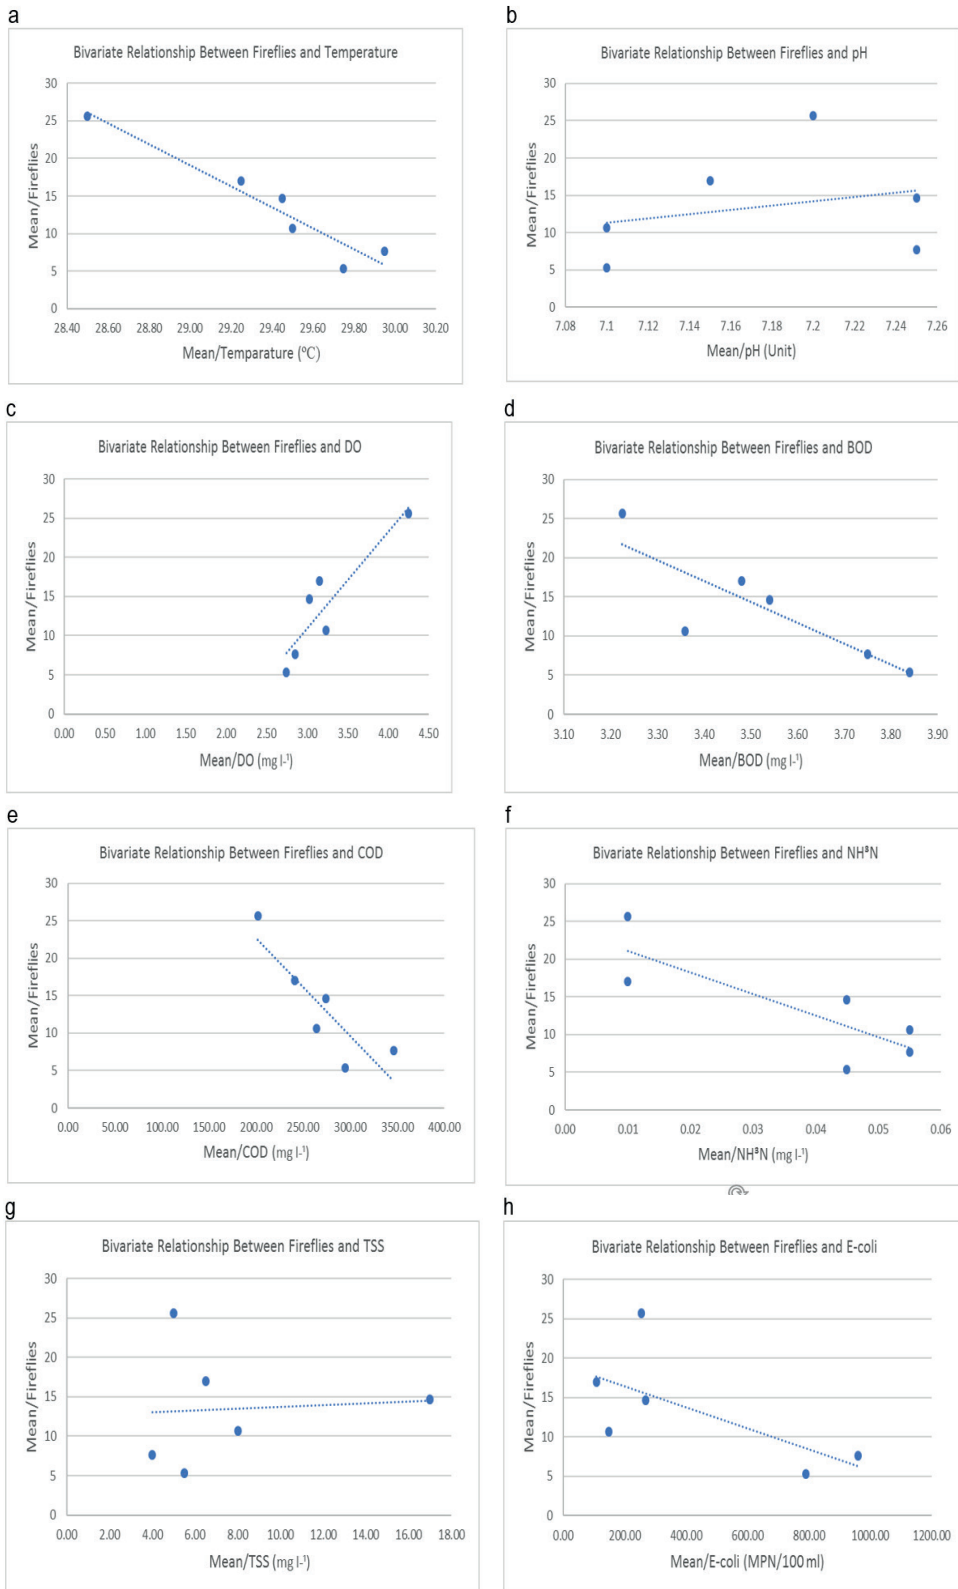 a
Bivariate Relationship Between Fireflies and Temperature
30
25
20
15
10
5
0
Mean/Fireflies
28.40 28.60 29.00 29.20 29.40 29.60 29.80 30.00 30.20
Mean/Temparature (°C)
b
Bivariate Relationship Between Fireflies and pH
30
25
20
15
10
5
0
Mean/Fireflies
7.08 7.1 7.12 7.14 7.16 7.18 7.2 7.22 7.24 7.26
Mean/pH (Unit)
c
Bivariate Relationship Between Fireflies and DO
30
25
20
15
10
5
0
Mean/Fireflies
0.00 1.00 1.50 2.00 2.50 3.00 3.50 4.00 4.50
Mean/DO (mg l-¹)
d
Bivariate Relationship Between Fireflies and BOD
30
25
20
15
10
5
0
Mean/Fireflies
3.10 3.20 3.30 3.40 3.50 3.60 3.70 3.80 3.90
Mean/BOD (mg l-¹)
e
Bivariate Relationship Between Fireflies and COD
30
25
20
15
10
5
0
Mean/Fireflies
0.00 50.00 100.00 150.00 200.00 250.00 300.00 350.00 400.00
Mean/COD (mg l-¹)
f
Bivariate Relationship Between Fireflies and NH³N
30
25
20
15
10
5
0
Mean/Fireflies
0.00 0.01 0.02 0.03 0.04 0.05 0.06
Mean/NH³N (mg l-¹)
g
Bivariate Relationship Between Fireflies and TSS
30
25
20
15
10
5
0
Mean/Fireflies
0.00 2.00 4.00 6.00 8.00 10.00 12.00 14.00 16.00 18.00
Mean/TSS (mg l-¹)
h
Bivariate Relationship Between Fireflies and E-coli
30
25
20
15
10
5
0
Mean/Fireflies
0.00 200.00 400.00 600.00 800.00 1000.00 1200.00
Mean/E-coli (MPN/100 ml)